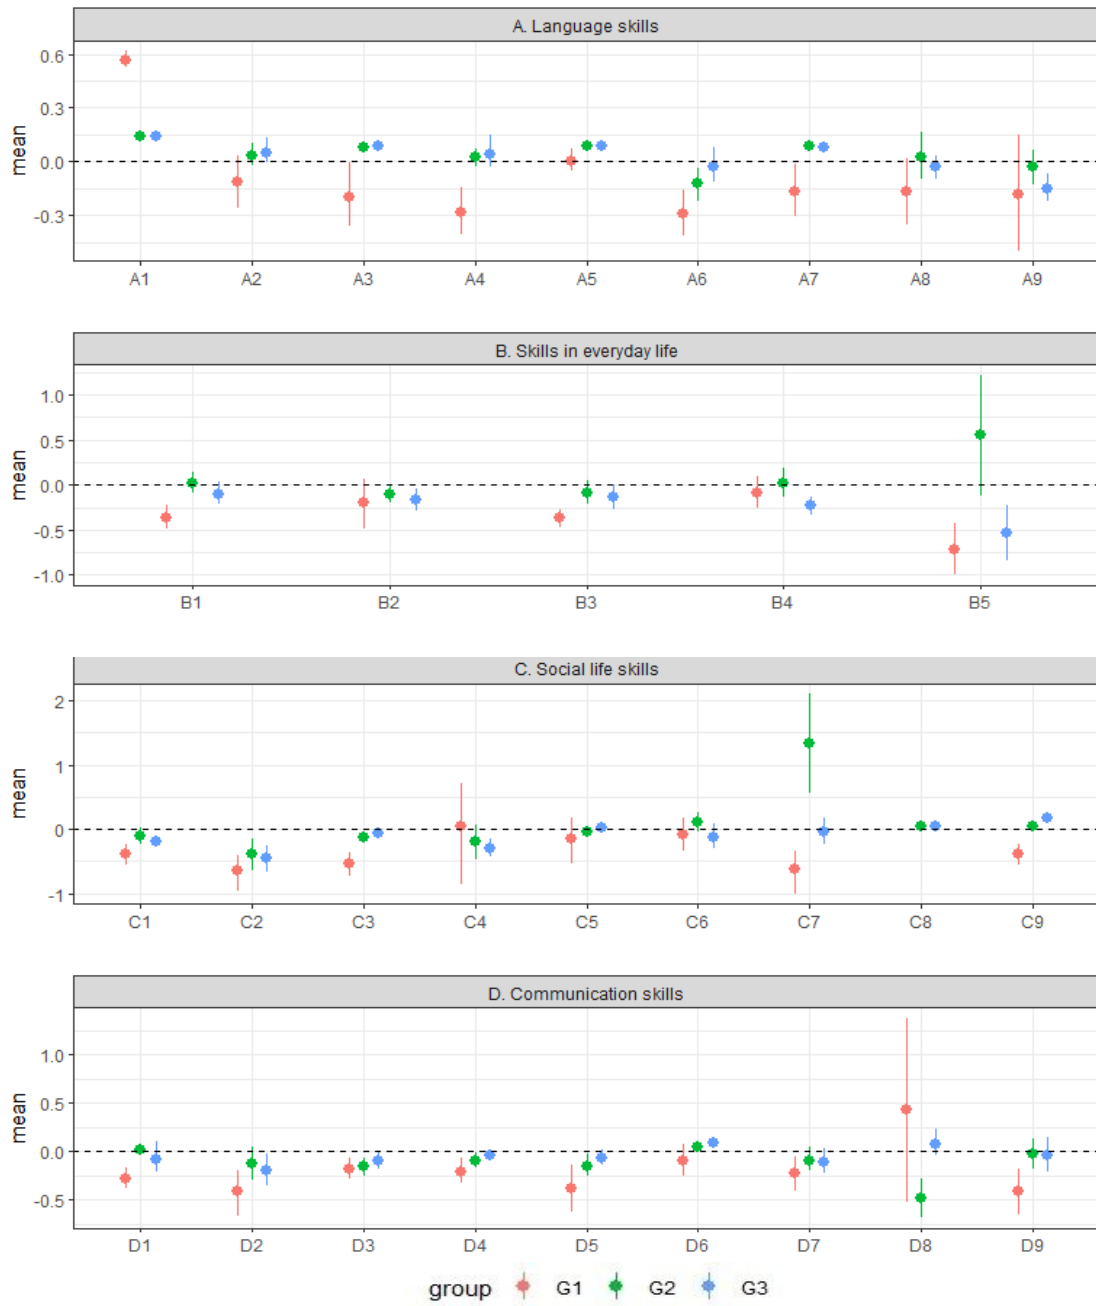 A. Language skills
mean
0.6
0.3
0.0
-0.3
A1 A2 A3 A4 A5 A6 A7 A8 A9
B. Skills in everyday life
mean
1.0
0.5
0.0
-0.5
-1.0
B1 B2 B3 B4 B5
C. Social life skills
mean
2
1
0
-1
C1 C2 C3 C4 C5 C6 C7 C8 C9
D. Communication skills
mean
1.0
0.5
0.0
-0.5
D1 D2 D3 D4 D5 D6 D7 D8 D9
group G1 G2 G3